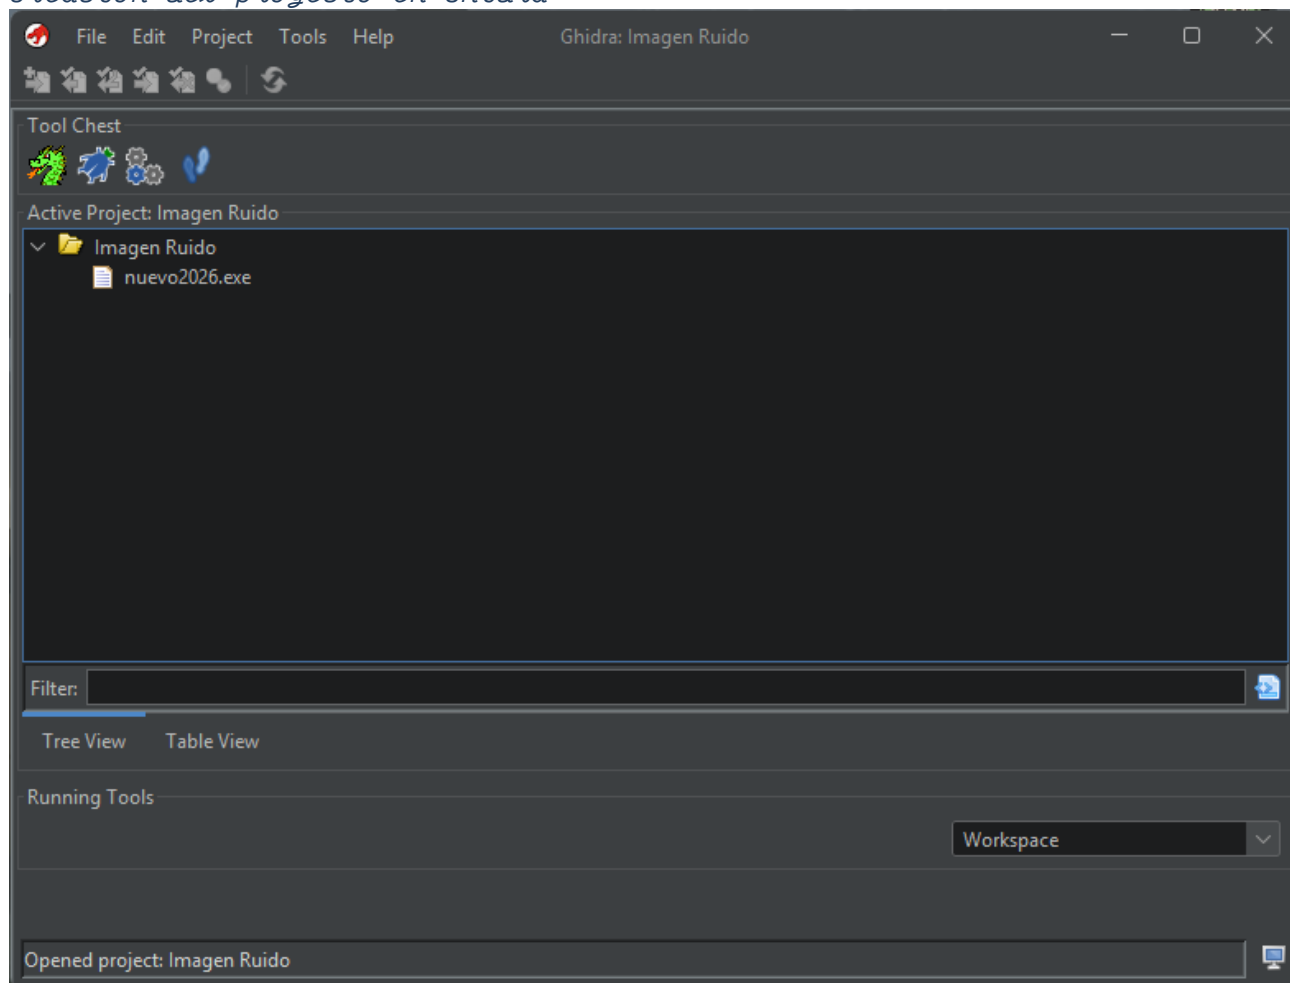 File Edit Project Tools Help Ghidra: Imagen Ruido
Tool Chest
Active Project: Imagen Ruido
Imagen Ruido
nuevo2026.exe
Filter:
Tree View Table View
Running Tools
Workspace
Opened project: Imagen Ruido